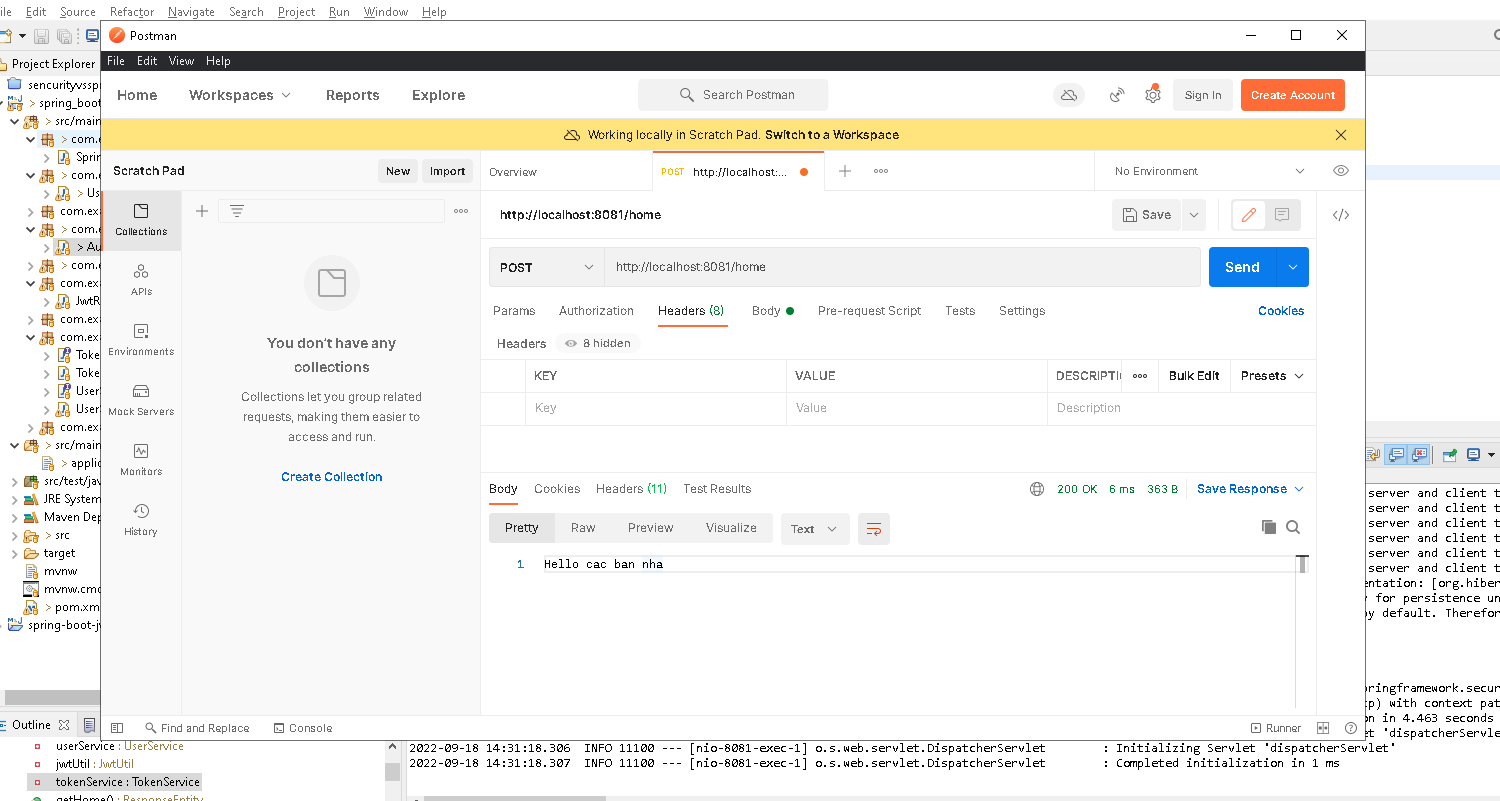 ile Edit Source Refactor Navigate Search Project Run Window Help
Postman
File Edit View Help
Home Workspaces Reports Explore
Search Postman
Sign In
Create Account
Working locally in Scratch Pad. Switch to a Workspace
Project Explorer
sencurityvsspr
> spring_boot
> src/main
> com.e
Sprin
> com.e
> Us
com.exa
> com.e
> Au
> com.e
com.exa
JwtR
com.exa
com.exa
Toke
Toke
User
User
com.exa
> src/main
> applic
src/test/jav
JRE System
Maven Dep
> src
target
mvnw
mvnw.cmd
> pom.xm
spring-boot-j
Scratch Pad
New
Import
Collections
APIs
Environments
Mock Servers
Monitors
History
You don't have any
collections
Collections let you group related
requests, making them easier to
access and run.
Create Collection
Overview
POST http://localhost:...
No Environment
http://localhost:8081/home
Save
</>
POST
http://localhost:8081/home
Send
Params Authorization Headers (8) Body Pre-request Script Tests Settings
Cookies
Headers
8 hidden
KEY VALUE DESCRIPTI
Bulk Edit Presets
Key Value Description
Body Cookies Headers (11) Test Results
200 OK 6 ms 363 B
Save Response
Pretty Raw Preview Visualize
Text
1 Hello cac ban nha
Find and Replace
Console
Runner
server and client t
server and client t
server and client t
server and client t
server and client t
server and client t
entation: [org.hiber
for persistence un
by default. Therefor
ringframework.secur
) with context pat
on in 4.463 seconds
t 'dispatcherServle
Outline
userService : UserService
jwtUtil : JwtUtil
tokenService : TokenService
getHome() : ResponseEntity
2022-09-18 14:31:18.306 INFO 11100 --- [nio-8081-exec-1] o.s.web.servlet.DispatcherServlet : Initializing Servlet 'dispatcherServlet'
2022-09-18 14:31:18.307 INFO 11100 --- [nio-8081-exec-1] o.s.web.servlet.DispatcherServlet : Completed initialization in 1 ms